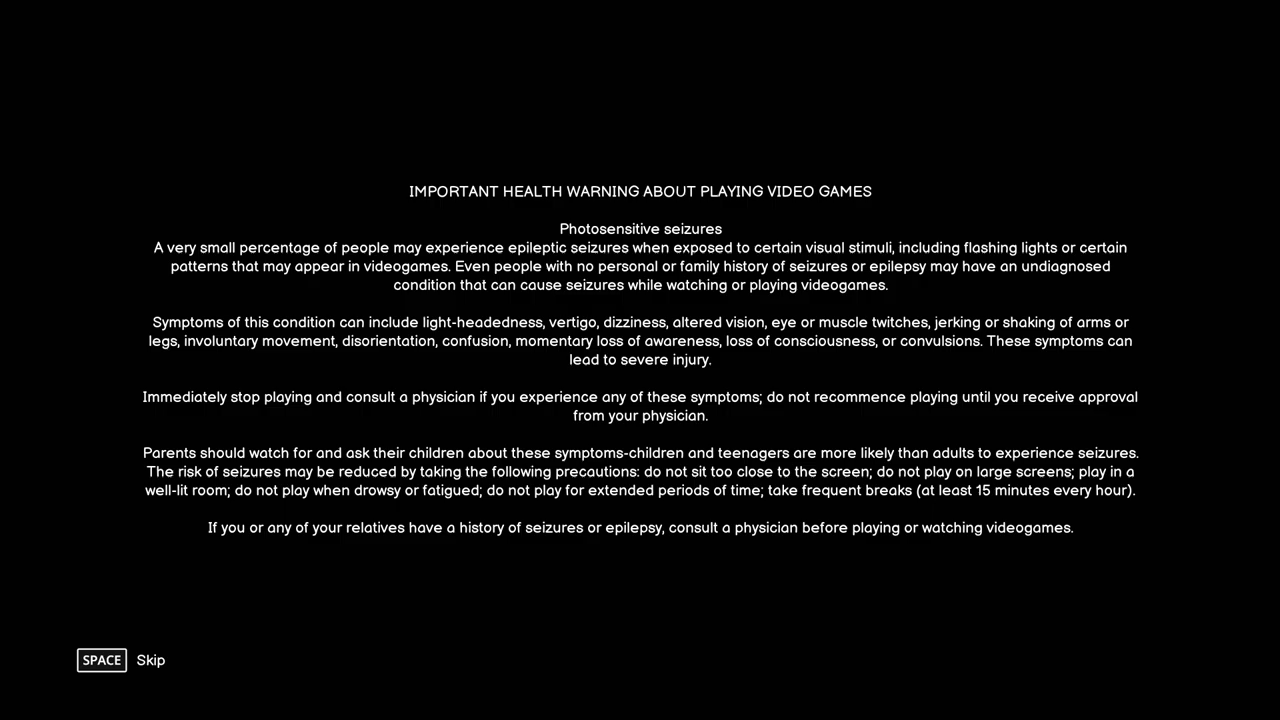 IMPORTANT HEALTH WARNING ABOUT PLAYING VIDEO GAMES
Photosensitive seizures
A very small percentage of people may experience epileptic seizures when exposed to certain visual stimuli, including flashing lights or certain
patterns that may appear in videogames. Even people with no personal or family history of seizures or epilepsy may have an undiagnosed
condition that can cause seizures while watching or playing videogames.
Symptoms of this condition can include light-headedness, vertigo, dizziness, altered vision, eye or muscle twitches, jerking or shaking of arms or
legs, involuntary movement, disorientation, confusion, momentary loss of awareness, loss of consciousness, or convulsions. These symptoms can
lead to severe injury.
Immediately stop playing and consult a physician if you experience any of these symptoms; do not recommence playing until you receive approval
from your physician.
Parents should watch for and ask their children about these symptoms-children and teenagers are more likely than adults to experience seizures.
The risk of seizures may be reduced by taking the following precautions: do not sit too close to the screen; do not play on large screens; play in a
well-lit room; do not play when drowsy or fatigued; do not play for extended periods of time; take frequent breaks (at least 15 minutes every hour).
If you or any of your relatives have a history of seizures or epilepsy, consult a physician before playing or watching videogames.
SPACE Skip